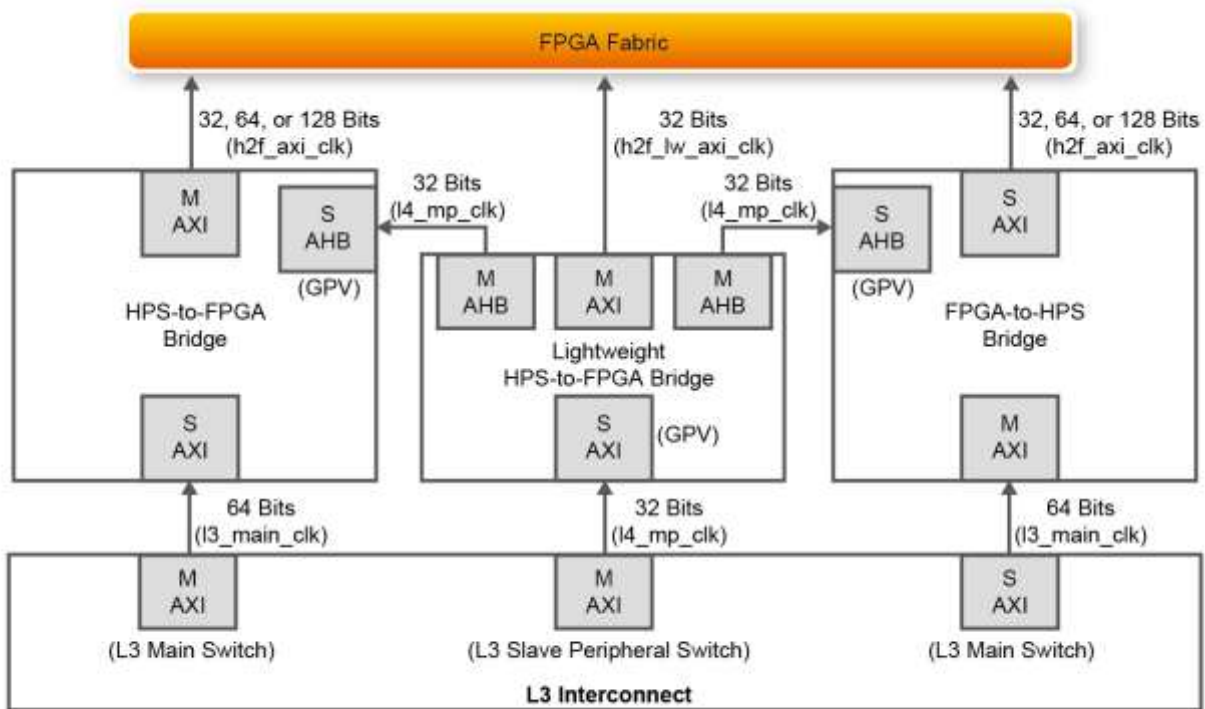 FPGA Fabric
32, 64, or 128 Bits
(h2f_axi_clk)
32 Bits
(h2f_lw_axi_clk)
32, 64, or 128 Bits
(h2f_axi_clk)
M
AXI
S
AHB
(GPV)
HPS-to-FPGA
Bridge
S
AXI
32 Bits
(l4_mp_clk)
32 Bits
(l4_mp_clk)
M
AHB
M
AXI
M
AHB
Lightweight
HPS-to-FPGA Bridge
S
AXI
(GPV)
S
AHB
(GPV)
S
AXI
FPGA-to-HPS
Bridge
M
AXI
64 Bits
(l3_main_clk)
32 Bits
(l4_mp_clk)
64 Bits
(l3_main_clk)
M
AXI
(L3 Main Switch)
M
AXI
(L3 Slave Peripheral Switch)
S
AXI
(L3 Main Switch)
L3 Interconnect